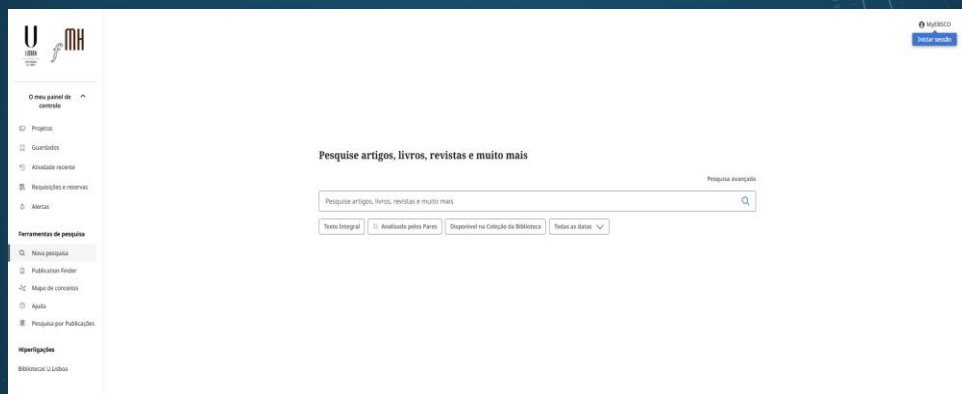 U
LISBOA
fMH
MyEBSCO
Iniciar sessão
O meu painel de
controlo
Projetos
Guardados
Atividade recente
Requisições e reservas
Alertas
Ferramentas de pesquisa
Nova pesquisa
Publication Finder
Mapa de conceitos
Ajuda
Pesquisa por Publicações
Hiperligações
Bibliotecas U.Lisboa
Pesquise artigos, livros, revistas e muito mais
Pesquisa avançada
Pesquise artigos, livros, revistas e muito mais
Texto Integral Analisado pelos Pares Disponível na Coleção da Biblioteca Todas as datas